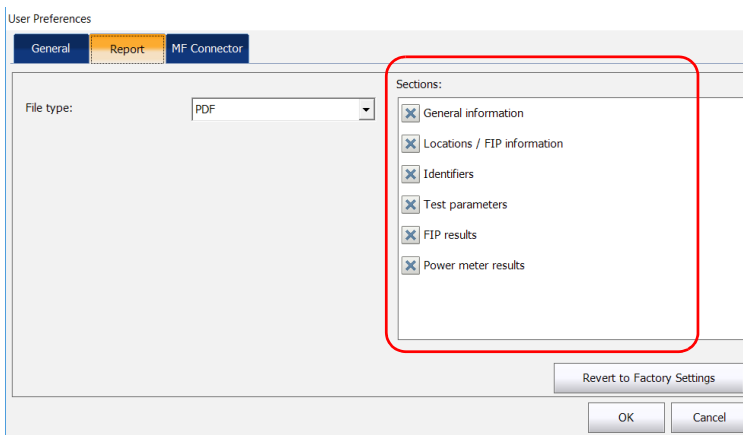 User Preferences
General Report MF Connector
Sections:
File type: PDF
General information
Locations / FIP information
Identifiers
Test parameters
FIP results
Power meter results
Revert to Factory Settings
OK Cancel